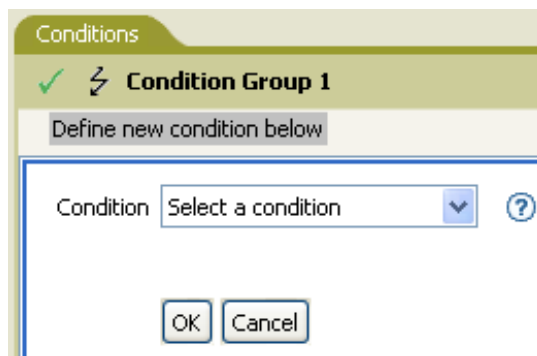 Conditions
Condition Group 1
Define new condition below
Condition Select a condition ?
OK Cancel